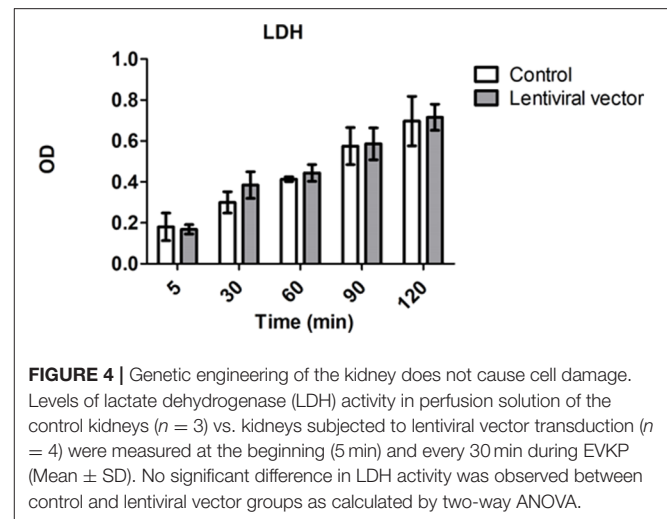 LDH
1.0
0.8
0.6
0.4
0.2
0.0
OD
5
30
60
90
120
Time (min)
Control
Lentiviral vector
FIGURE 4 | Genetic engineering of the kidney does not cause cell damage.
Levels of lactate dehydrogenase (LDH) activity in perfusion solution of the
control kidneys (n = 3) vs. kidneys subjected to lentiviral vector transduction (n
= 4) were measured at the beginning (5 min) and every 30 min during EVKP
(Mean ± SD). No significant difference in LDH activity was observed between
control and lentiviral vector groups as calculated by two-way ANOVA.